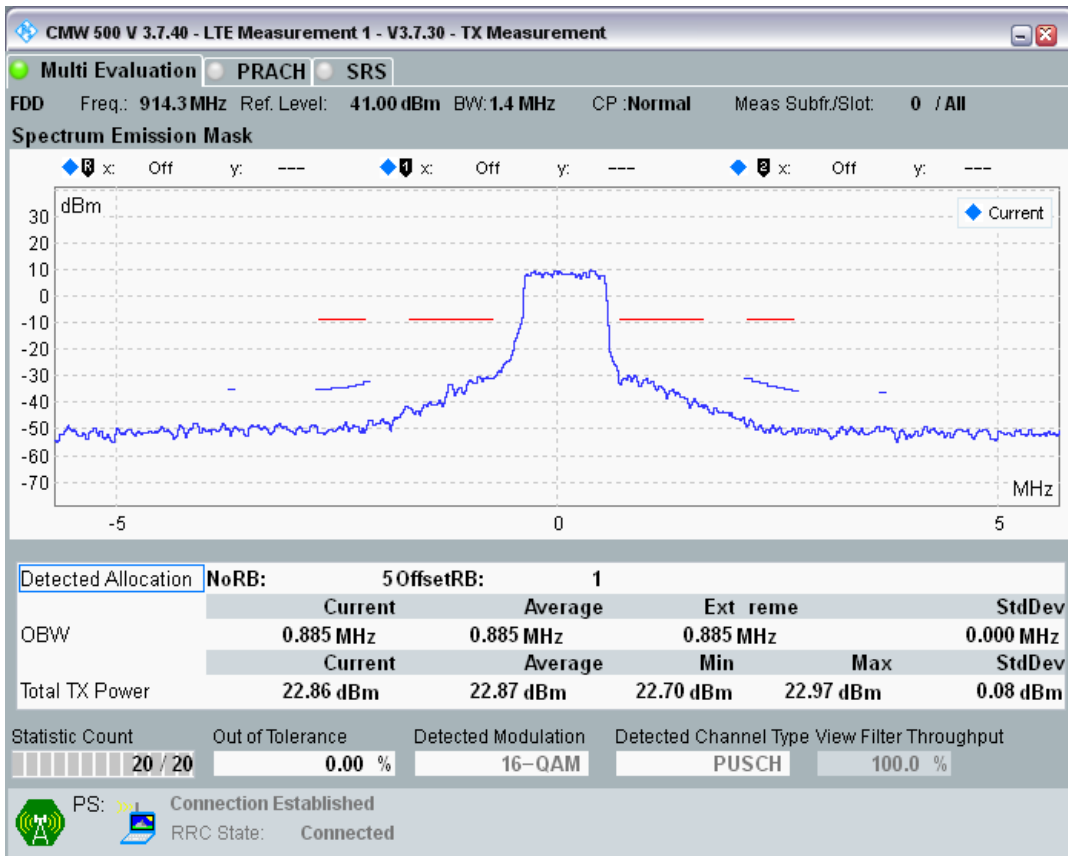 CMW 500 V 3.7.40 - LTE Measurement 1 - V3.7.30 - TX Measurement
Multi Evaluation PRACH SRS
FDD Freq.: 914.3 MHz Ref. Level: 41.00 dBm BW: 1.4 MHz CP :Normal Meas Subfr./Slot: 0 / All
Spectrum Emission Mask
R x: Off y: --- 1 x: Off y: --- 2 x: Off y: ---
dBm
Current
30
20
10
0
-10
-20
-30
-40
-50
-60
-70
MHz
-5 0 5
Detected Allocation NoRB: 5 OffsetRB: 1
Current Average Ext reme StdDev
OBW 0.885 MHz 0.885 MHz 0.885 MHz 0.000 MHz
Current Average Min Max StdDev
Total TX Power 22.86 dBm 22.87 dBm 22.70 dBm 22.97 dBm 0.08 dBm
Statistic Count Out of Tolerance Detected Modulation Detected Channel Type View Filter Throughput
20 / 20 0.00 % 16-QAM PUSCH 100.0 %
PS: Connection Established
RRC State: Connected